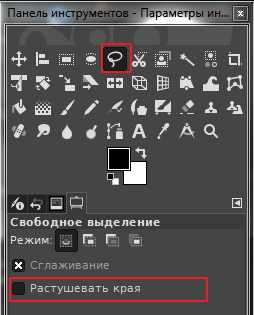 Панель инструментов - Параметры ин...
Свободное выделение
Режим:
Сглаживание
Растушевать края